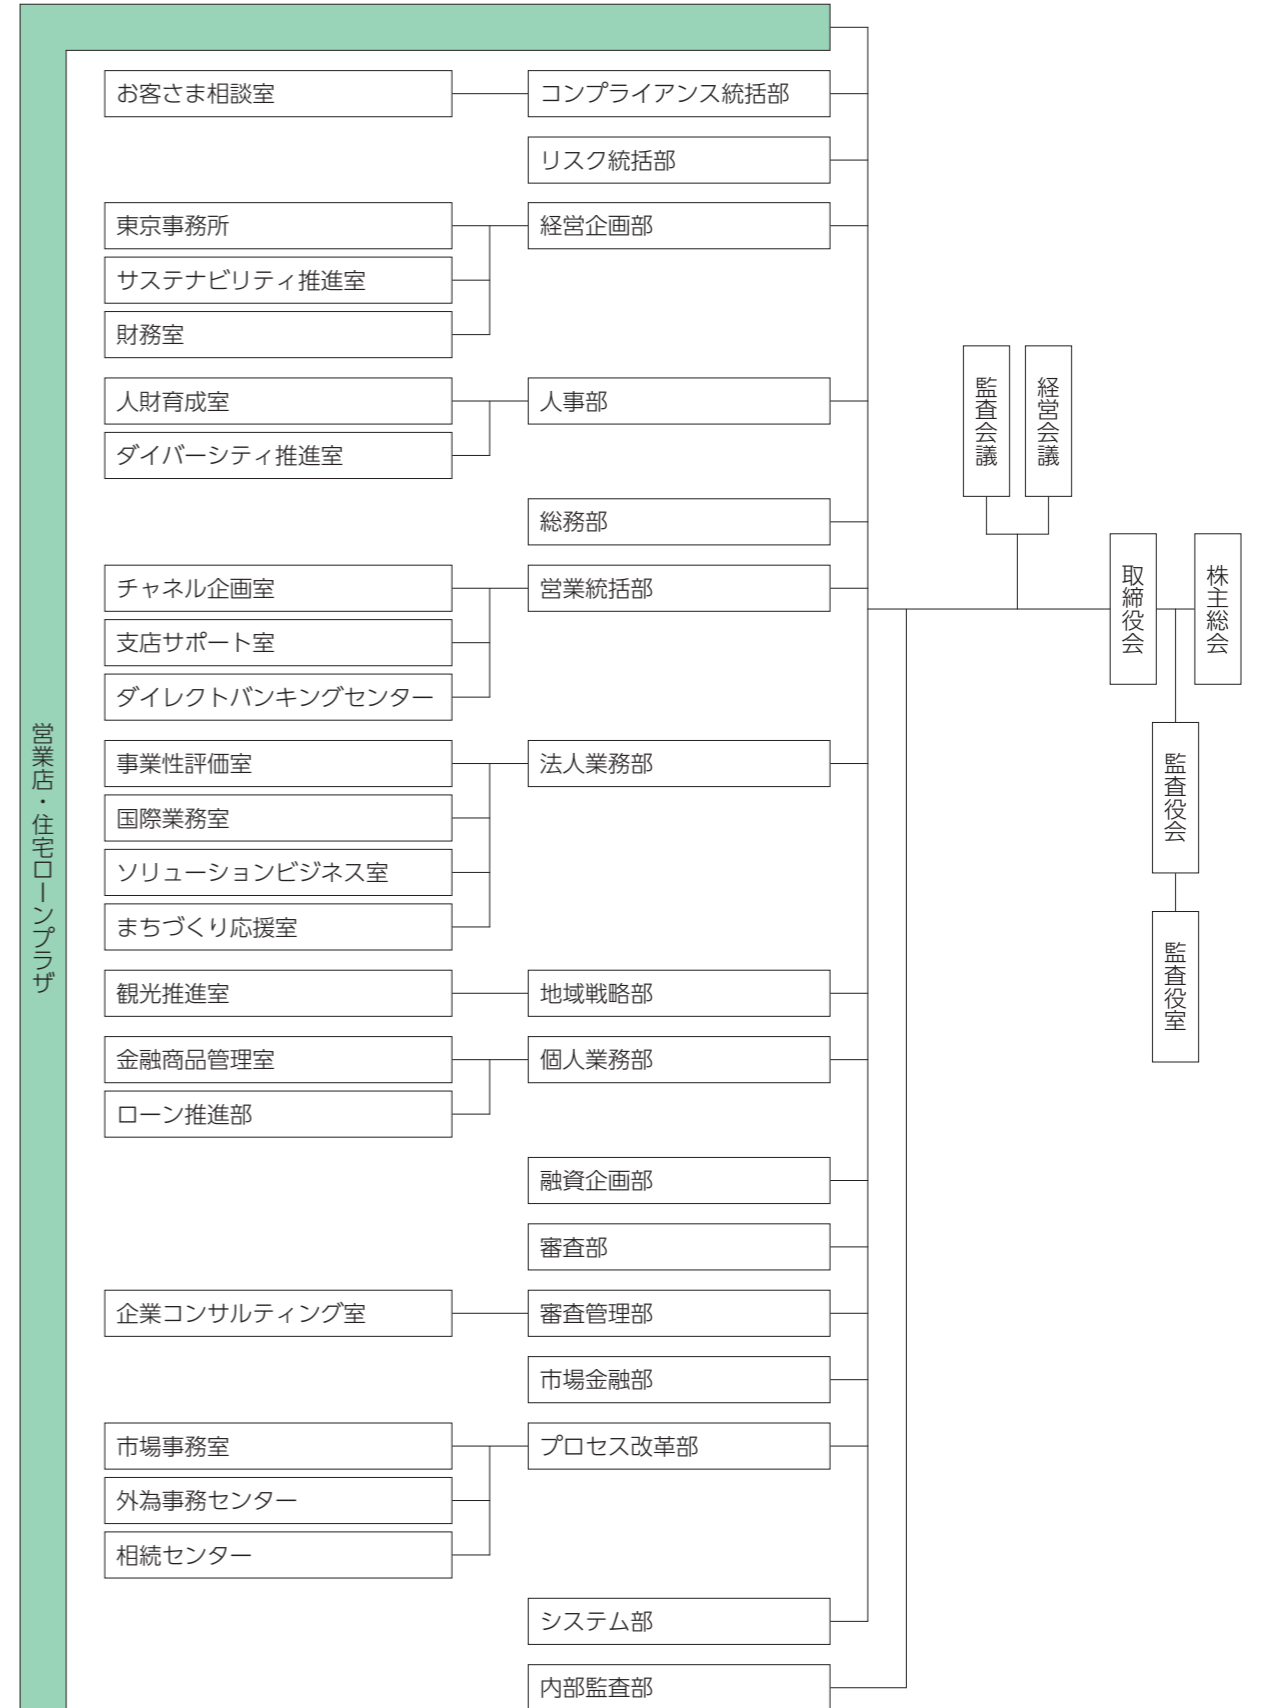 お客さま相談室
コンプライアンス統括部
リスク統括部
東京事務所
経営企画部
サステナビリティ推進室
財務室
人財育成室
人事部
ダイバーシティ推進室
総務部
チャネル企画室
営業統括部
支店サポート室
ダイレクトバンキングセンター
事業性評価室
法人業務部
国際業務室
ソリューションビジネス室
まちづくり応援室
観光推進室
地域戦略部
金融商品管理室
個人業務部
ローン推進部
融資企画部
審査部
企業コンサルティング室
審査管理部
市場金融部
市場事務室
プロセス改革部
外為事務センター
相続センター
システム部
内部監査部
営業店・住宅ローンプラザ
監査会議
経営会議
取締役会
株主総会
監査役会
監査役室